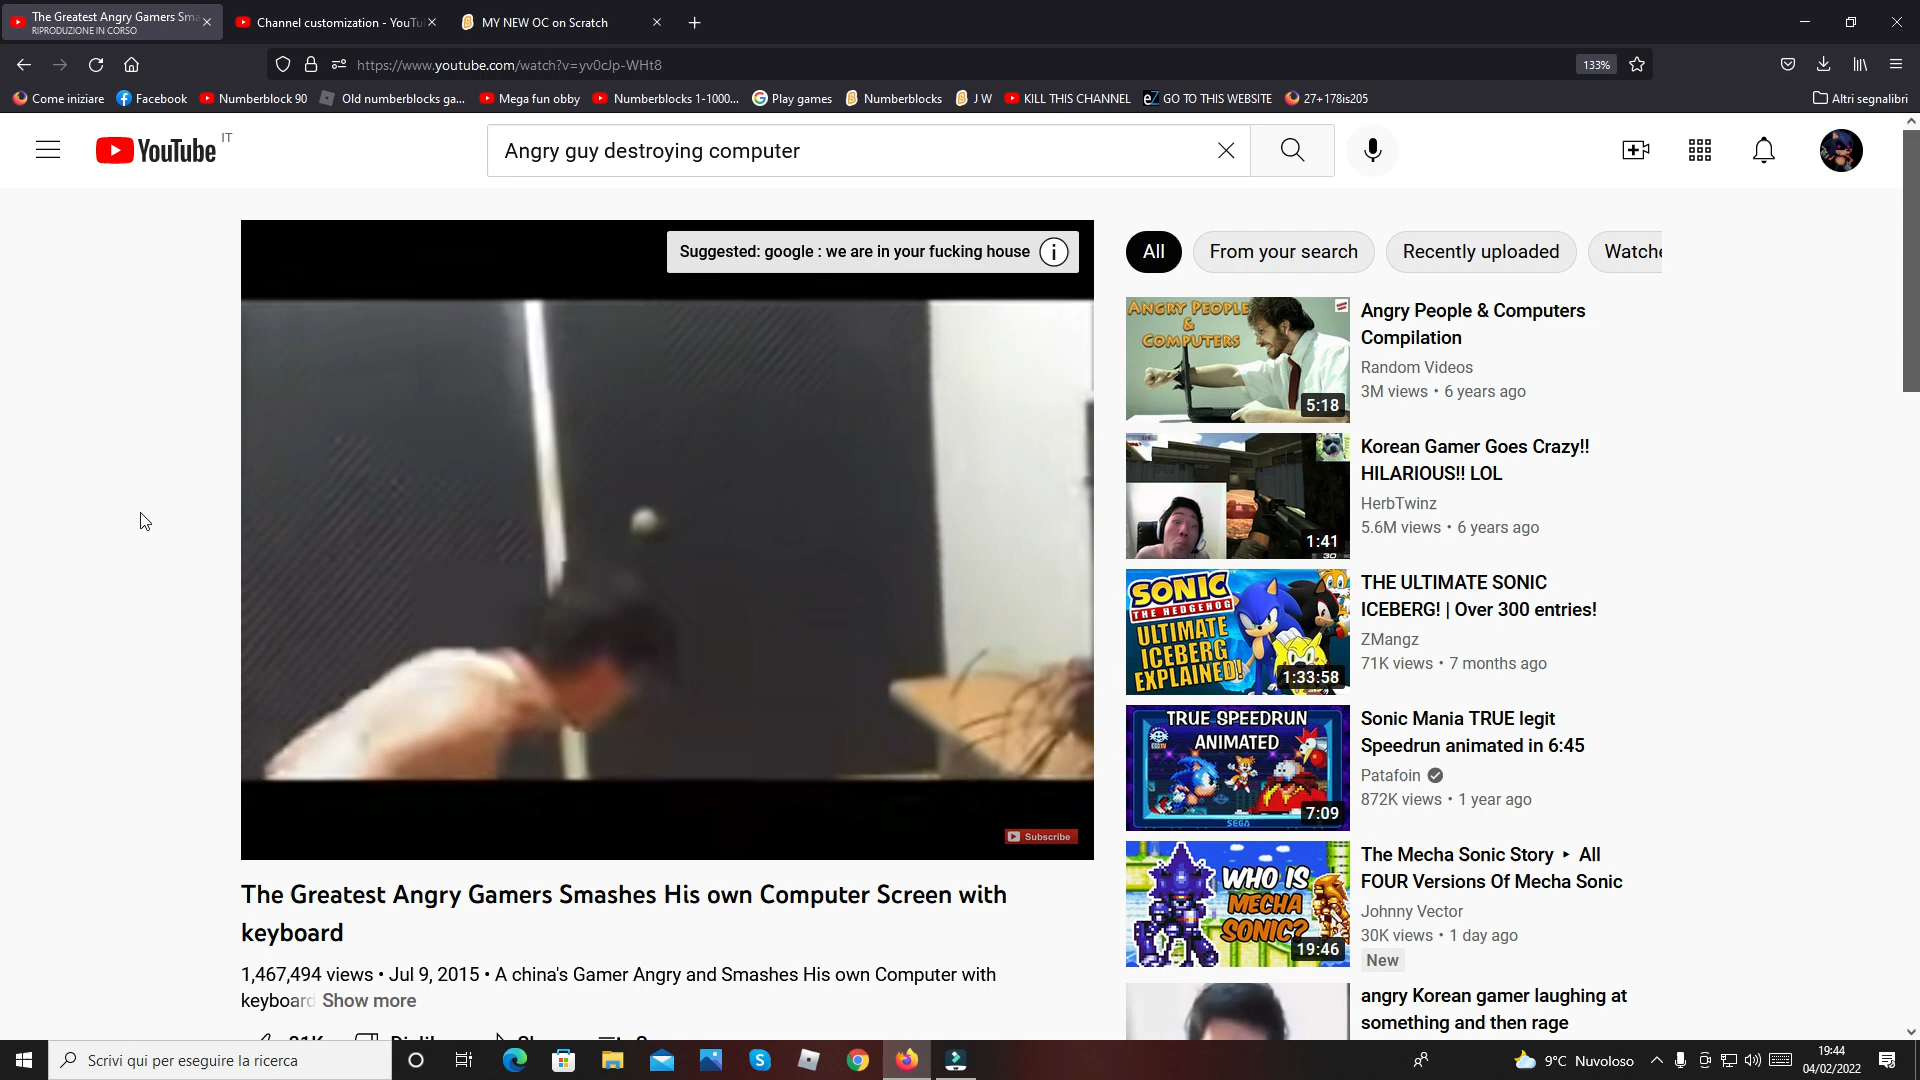 The Greatest Angry Gamers Sma
RIPRODUZIONE IN CORSO
Channel customization - YouTu
MY NEW OC on Scratch
https://www.youtube.com/watch?v=yv0cJp-WHt8
133%
Come iniziare
Facebook
Numberblock 90
Old numberblocks ga...
Mega fun obby
Numberblocks 1-1000...
Play games
Numberblocks
J W
KILL THIS CHANNEL
GO TO THIS WEBSITE
27+178is205
Altri segnalibri
YouTube IT
Angry guy destroying computer
Suggested: google : we are in your fucking house
Subscribe
The Greatest Angry Gamers Smashes His own Computer Screen with
keyboard
1,467,494 views • Jul 9, 2015 • A china's Gamer Angry and Smashes His own Computer with
keyboard Show more
All
From your search
Recently uploaded
Watche
ANGRY PEOPLE
&
COMPUTERS
5:18
Angry People & Computers
Compilation
Random Videos
3M views • 6 years ago
1:41
Korean Gamer Goes Crazy!!
HILARIOUS!! LOL
HerbTwinz
5.6M views • 6 years ago
SONIC
THE HEDGEHOG
ULTIMATE
ICEBERG
EXPLAINED!
1:33:58
THE ULTIMATE SONIC
ICEBERG! | Over 300 entries!
ZMangz
71K views • 7 months ago
TRUE SPEEDRUN
ANIMATED
SEGA
7:09
Sonic Mania TRUE legit
Speedrun animated in 6:45
Patafoin
872K views • 1 year ago
WHO IS
MECHA
SONIC?
19:46
The Mecha Sonic Story ‣ All
FOUR Versions Of Mecha Sonic
Johnny Vector
30K views • 1 day ago
New
angry Korean gamer laughing at
something and then rage
Scrivi qui per eseguire la ricerca
9°C Nuvoloso
19:44
04/02/2022